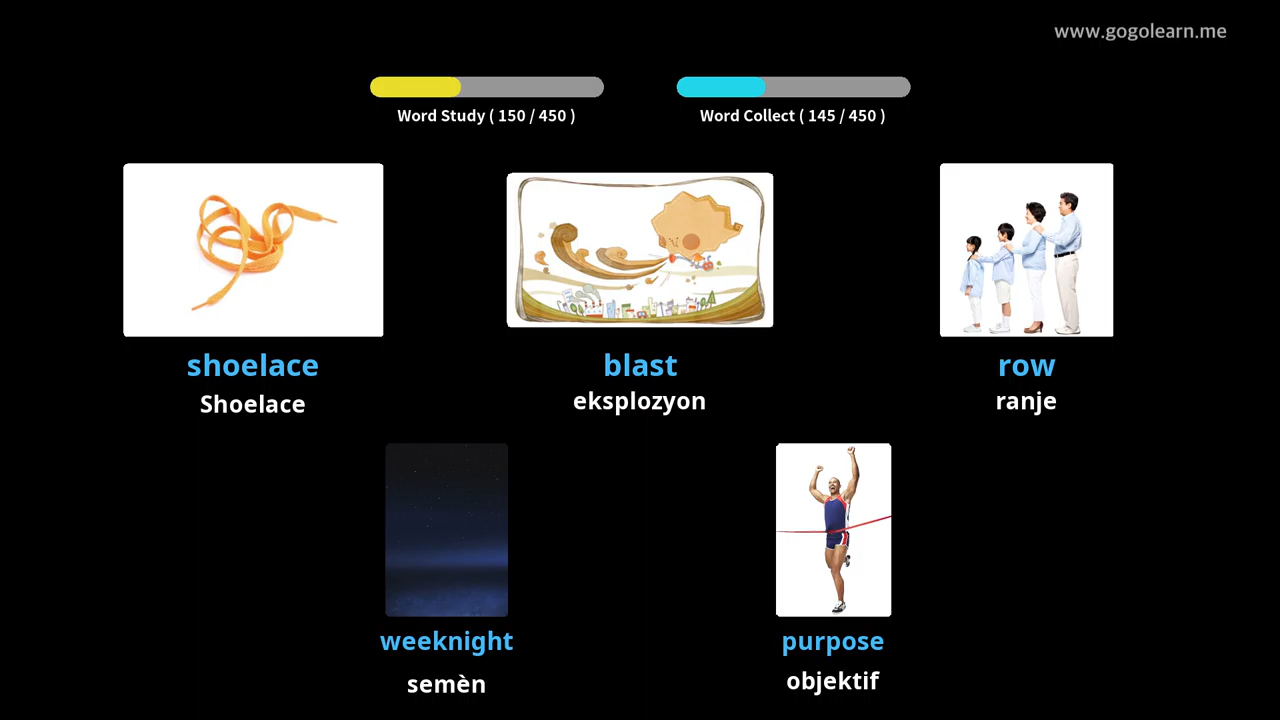 www.gogolearn.me
Word Study ( 150 / 450 )
Word Collect ( 145 / 450 )
shoelace
Shoelace
blast
eksplozyon
row
ranje
weeknight
semèn
purpose
objektif